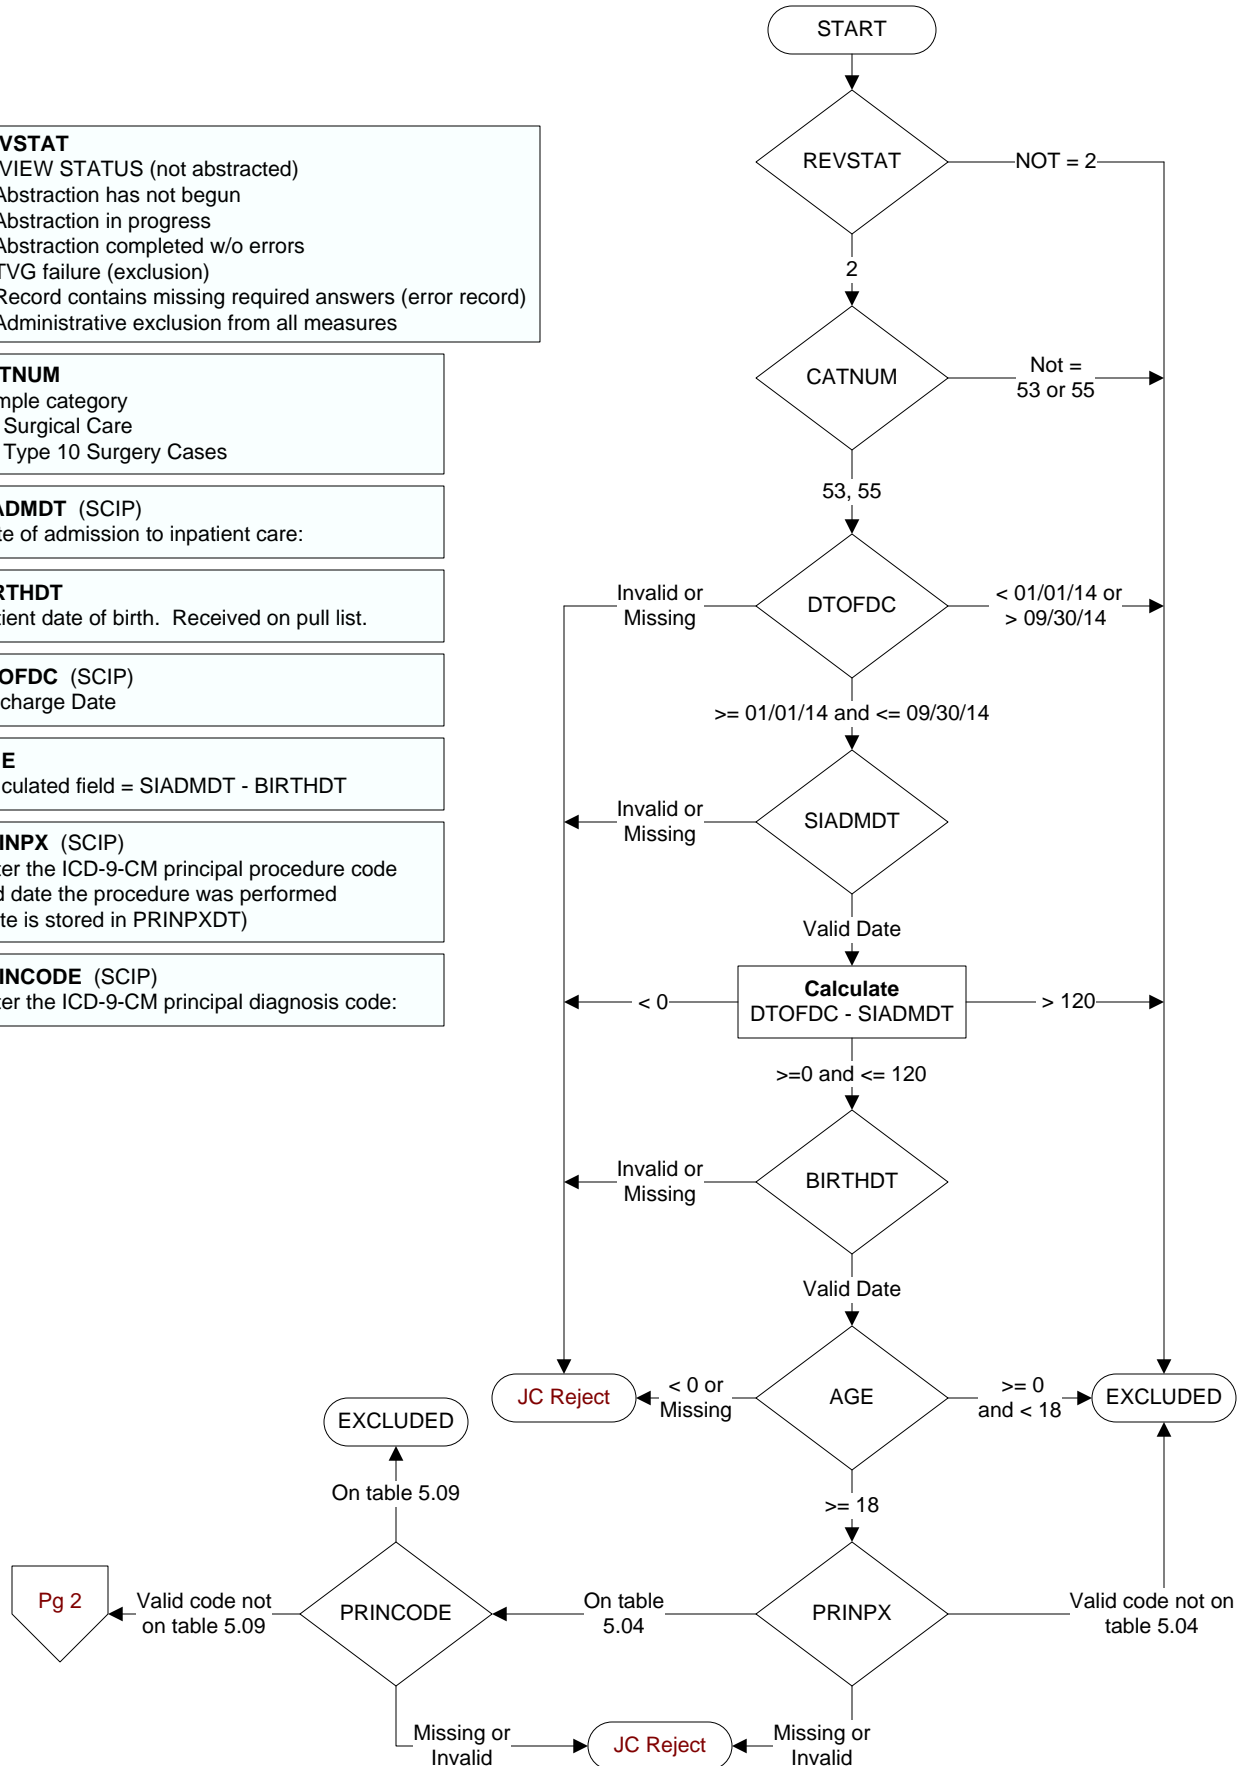 START
REVSTAT
NOT = 2
2
CATNUM
Not =
53 or 55
53, 55
DTOFDC
Invalid or
Missing
< 01/01/14 or
> 09/30/14
>= 01/01/14 and <= 09/30/14
SIADMDT
Invalid or
Missing
Valid Date
Calculate
DTOFDC - SIADMDT
< 0
> 120
>=0 and <= 120
BIRTHDT
Invalid or
Missing
Valid Date
AGE
< 0 or
Missing
JC Reject
>= 0
and < 18
EXCLUDED
>= 18
PRINPX
Valid code not on
table 5.04
On table
5.04
Missing or
Invalid
JC Reject
PRINCODE
On table 5.09
EXCLUDED
Valid code not
on table 5.09
Pg 2
Missing or
Invalid
VSTAT
VIEW STATUS (not abstracted)
Abstraction has not begun
Abstraction in progress
Abstraction completed w/o errors
TVG failure (exclusion)
Record contains missing required answers (error record)
Administrative exclusion from all measures
TNUM
mple category
Surgical Care
Type 10 Surgery Cases
ADMDT (SCIP)
te of admission to inpatient care:
RTHDT
tient date of birth. Received on pull list.
OFDC (SCIP)
charge Date
E
culated field = SIADMDT - BIRTHDT
INPX (SCIP)
ter the ICD-9-CM principal procedure code
d date the procedure was performed
te is stored in PRINPXDT)
INCODE (SCIP)
ter the ICD-9-CM principal diagnosis code: